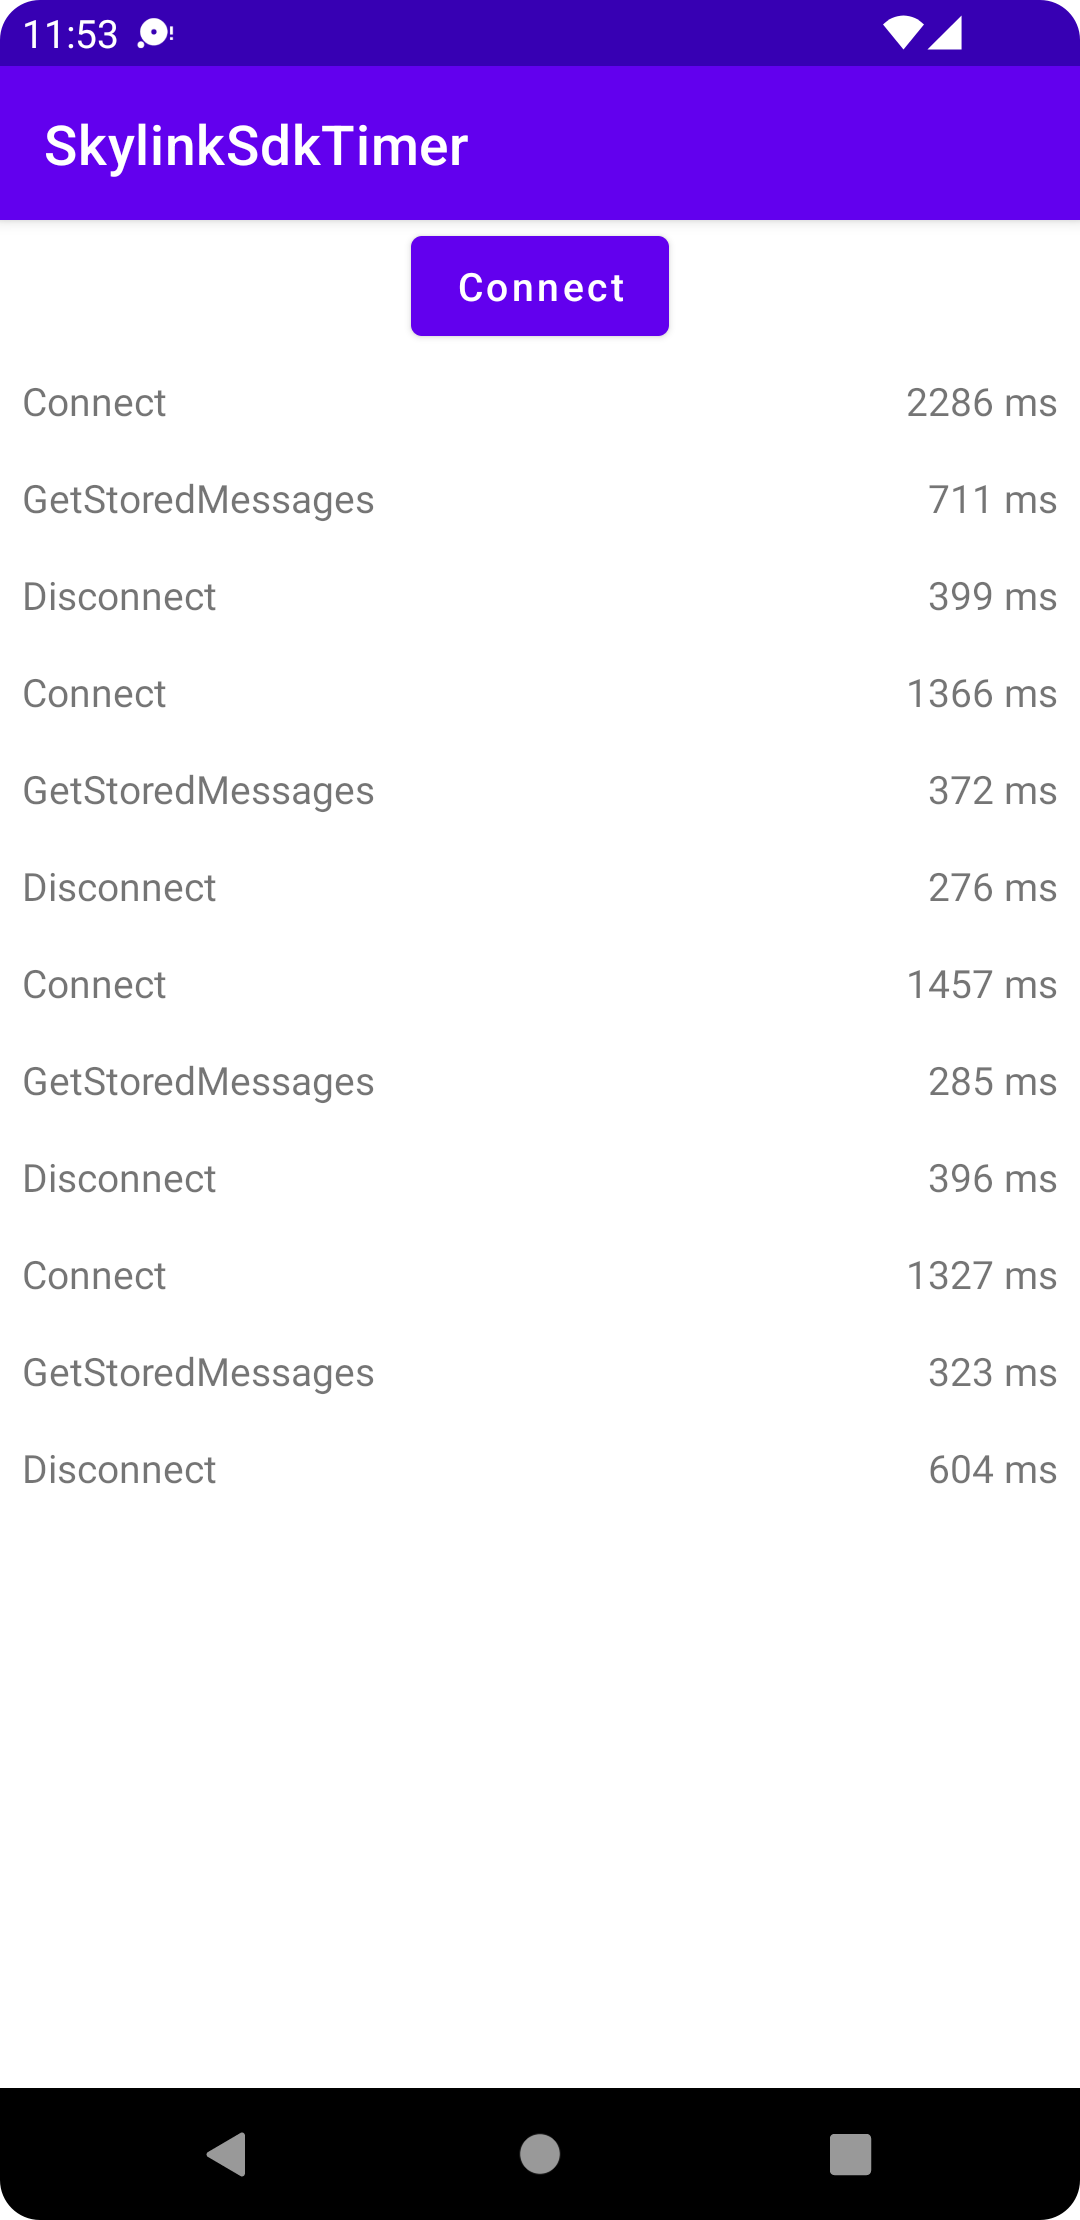 11:53
SkylinkSdkTimer
Connect
Connect 2286 ms
GetStoredMessages 711 ms
Disconnect 399 ms
Connect 1366 ms
GetStoredMessages 372 ms
Disconnect 276 ms
Connect 1457 ms
GetStoredMessages 285 ms
Disconnect 396 ms
Connect 1327 ms
GetStoredMessages 323 ms
Disconnect 604 ms